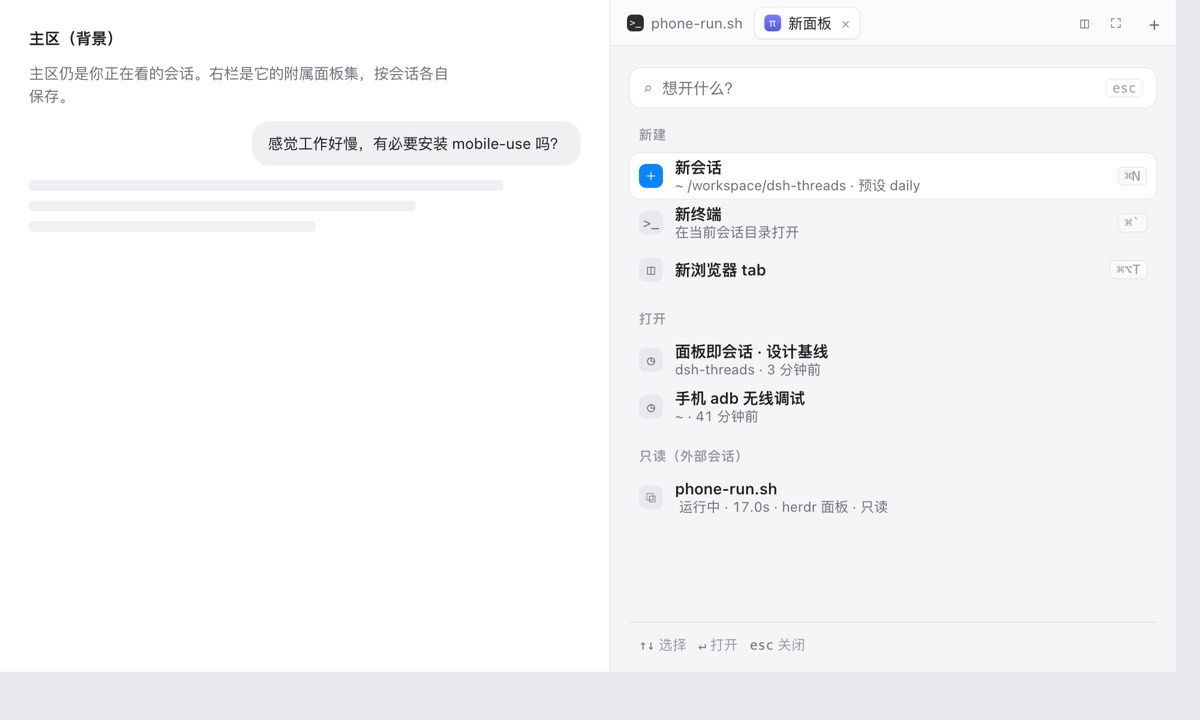 主区（背景）
主区仍是你正在看的会话。右栏是它的附属面板集，按会话各自
保存。
感觉工作好慢，有必要安装 mobile-use 吗？
>_ phone-run.sh
π 新面板 ×
+
想开什么？ esc
新建
+ 新会话 ⌘N
~ /workspace/dsh-threads · 预设 daily
>_ 新终端 ⌘`
在当前会话目录打开
新浏览器 tab ⌘⌥T
打开
面板即会话 · 设计基线
dsh-threads · 3 分钟前
手机 adb 无线调试
~ · 41 分钟前
只读（外部会话）
phone-run.sh
运行中 · 17.0s · herdr 面板 · 只读
↑↓ 选择 ↵ 打开 esc 关闭